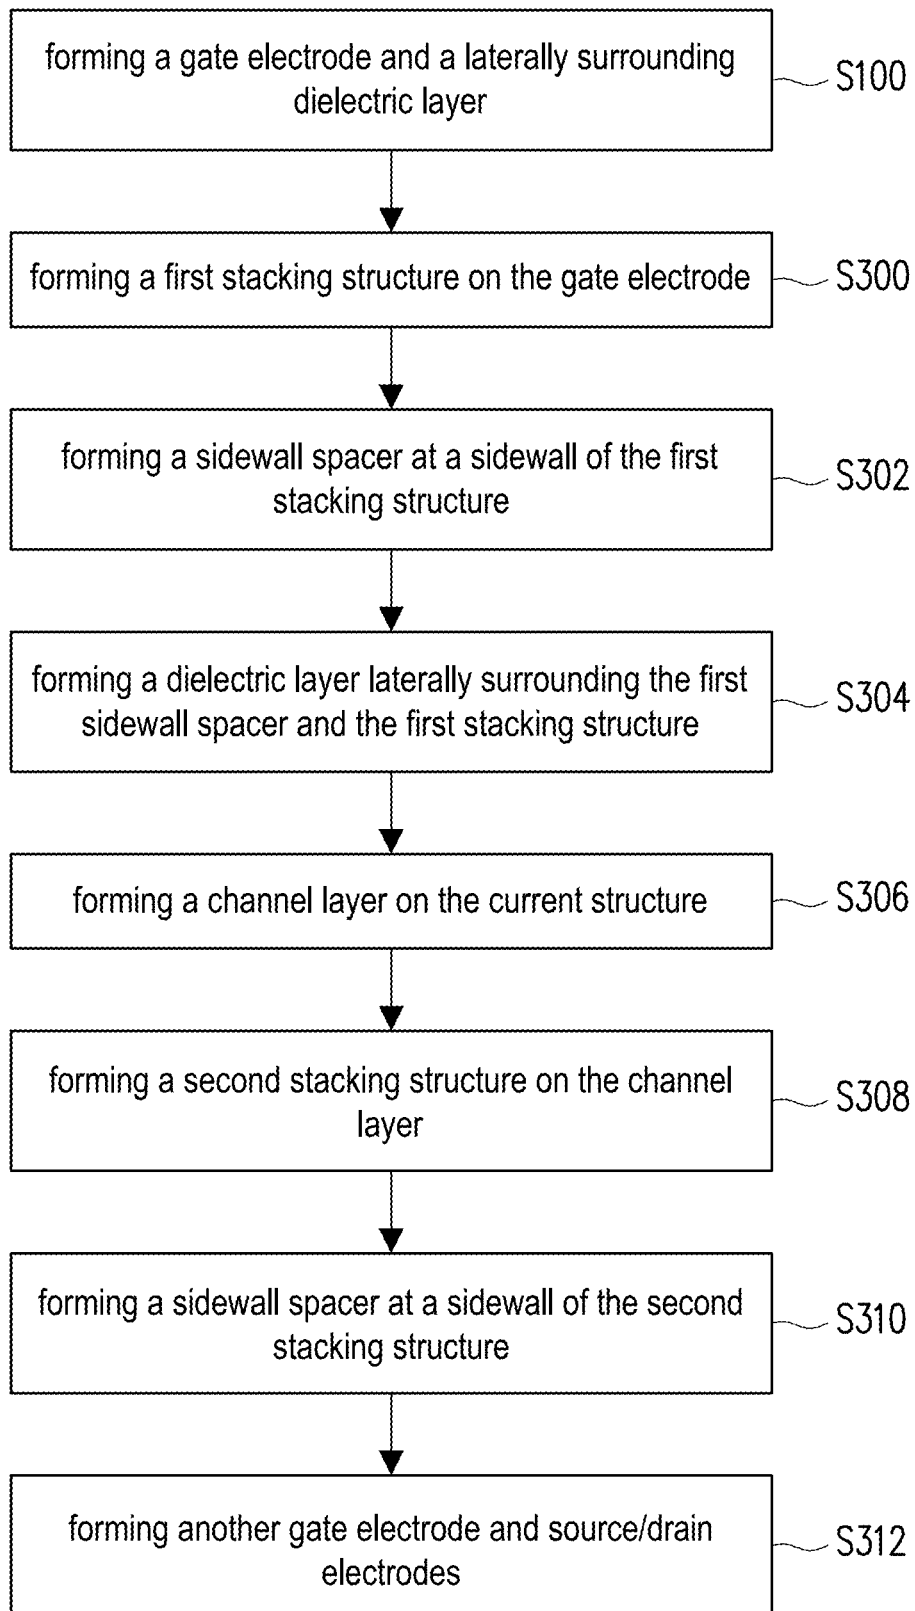 forming a gate electrode and a laterally surrounding
dielectric layer
S100
forming a first stacking structure on the gate electrode
S300
forming a sidewall spacer at a sidewall of the first
stacking structure
S302
forming a dielectric layer laterally surrounding the first
sidewall spacer and the first stacking structure
S304
forming a channel layer on the current structure
S306
forming a second stacking structure on the channel
layer
S308
forming a sidewall spacer at a sidewall of the second
stacking structure
S310
forming another gate electrode and source/drain
electrodes
S312